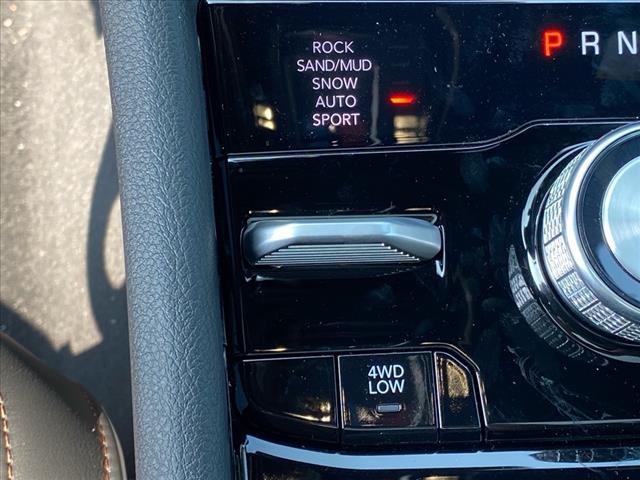 ROCK
SAND/MUD
SNOW
AUTO
SPORT
P R N
4WD
LOW